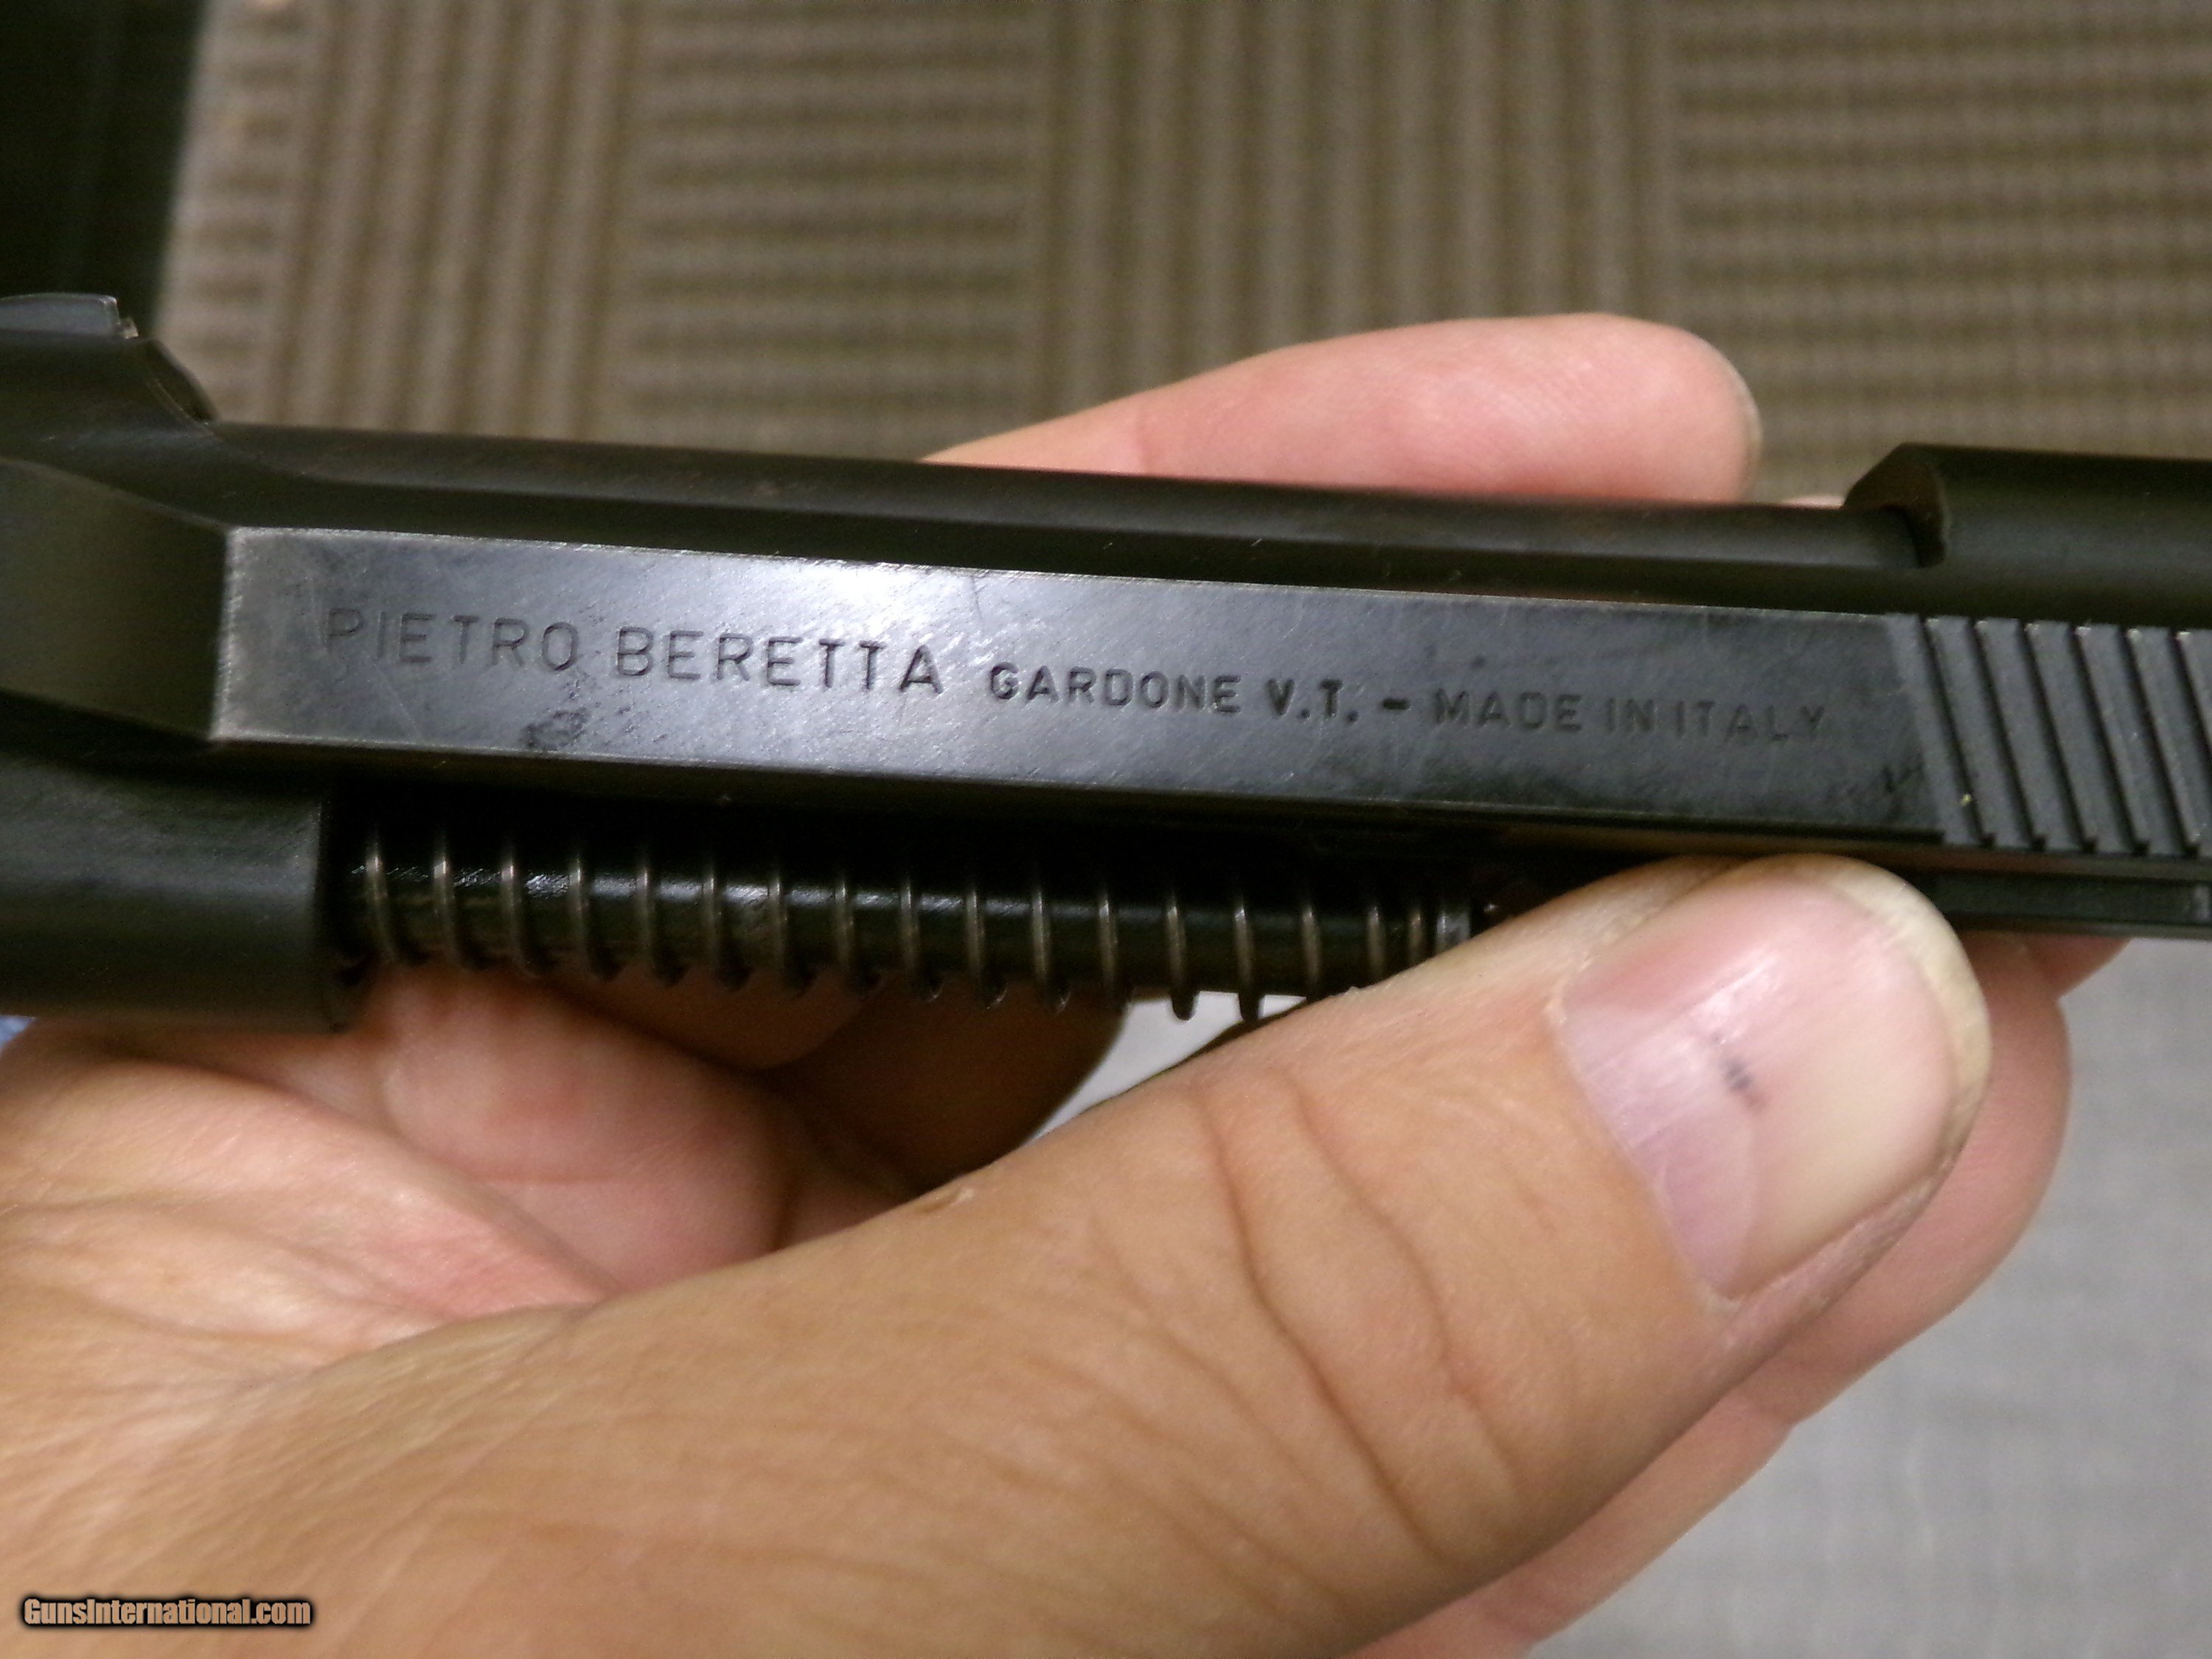 PIETRO BERETTA GARDONE V.T. - MADE IN ITALY
GunsInternational.com